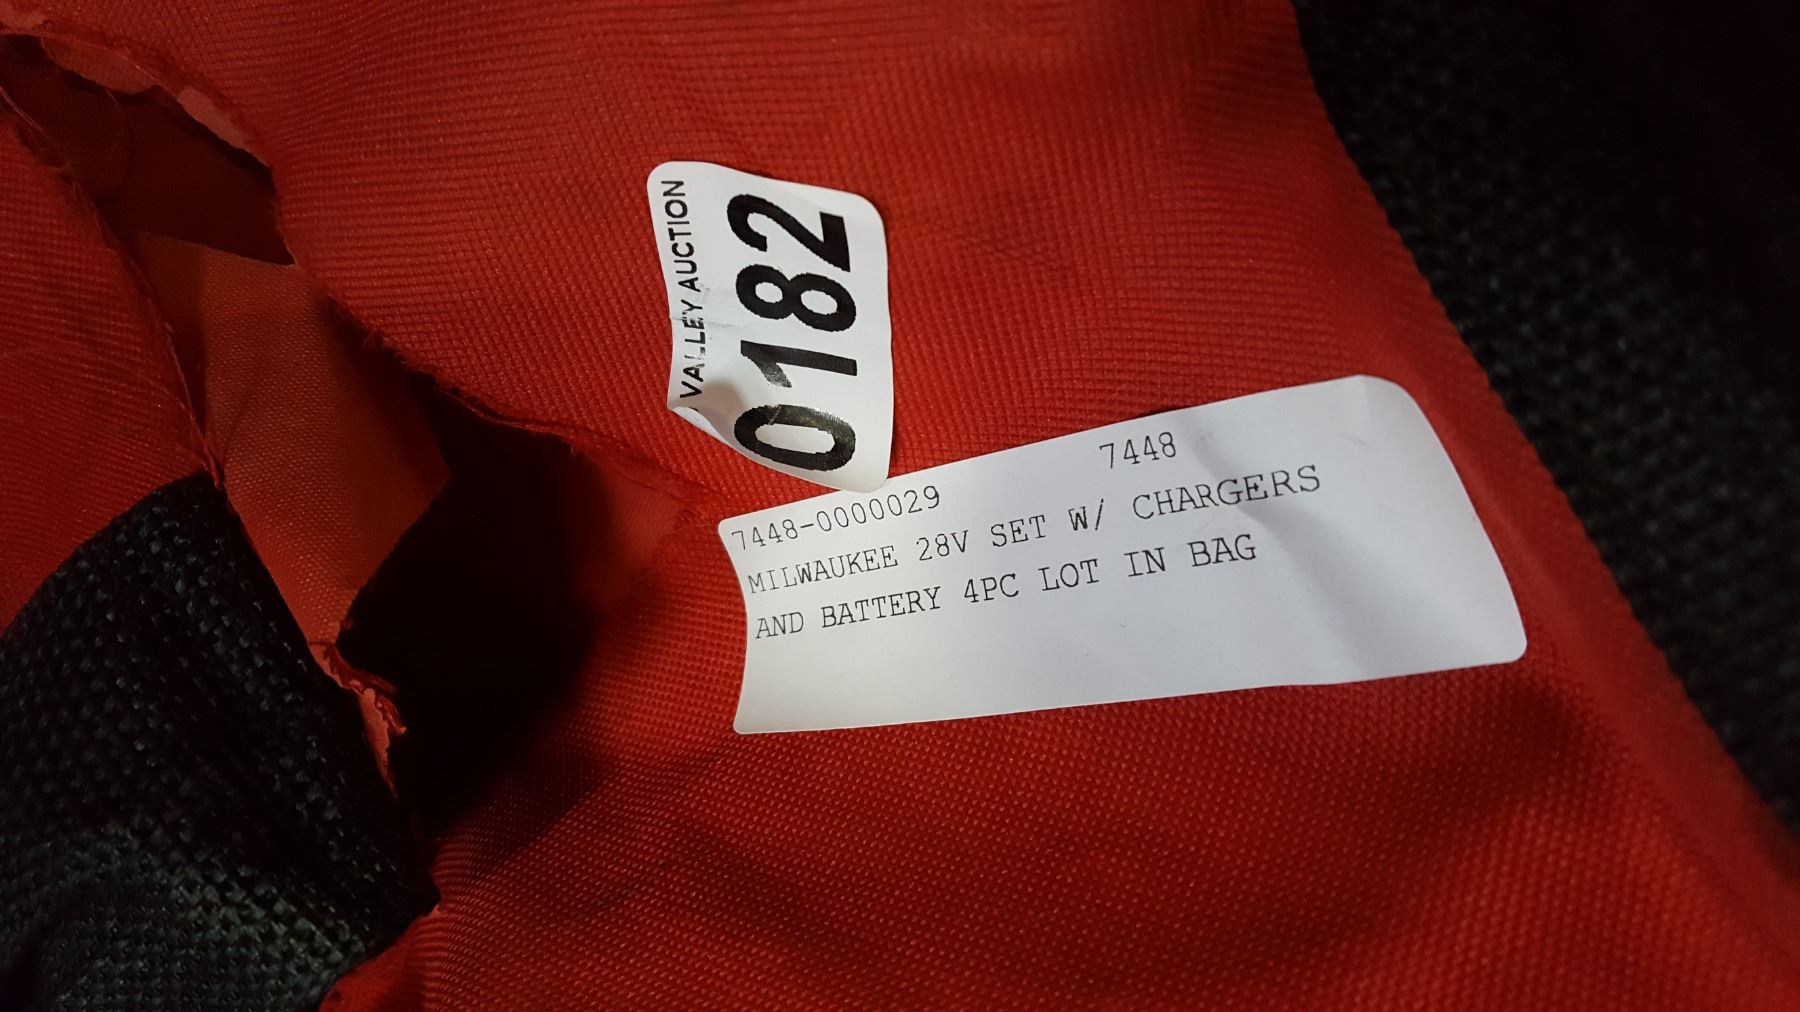 VALLEY AUCTION
0182
7448-0000029 7448
MILWAUKEE 28V SET W/ CHARGERS
AND BATTERY 4PC LOT IN BAG